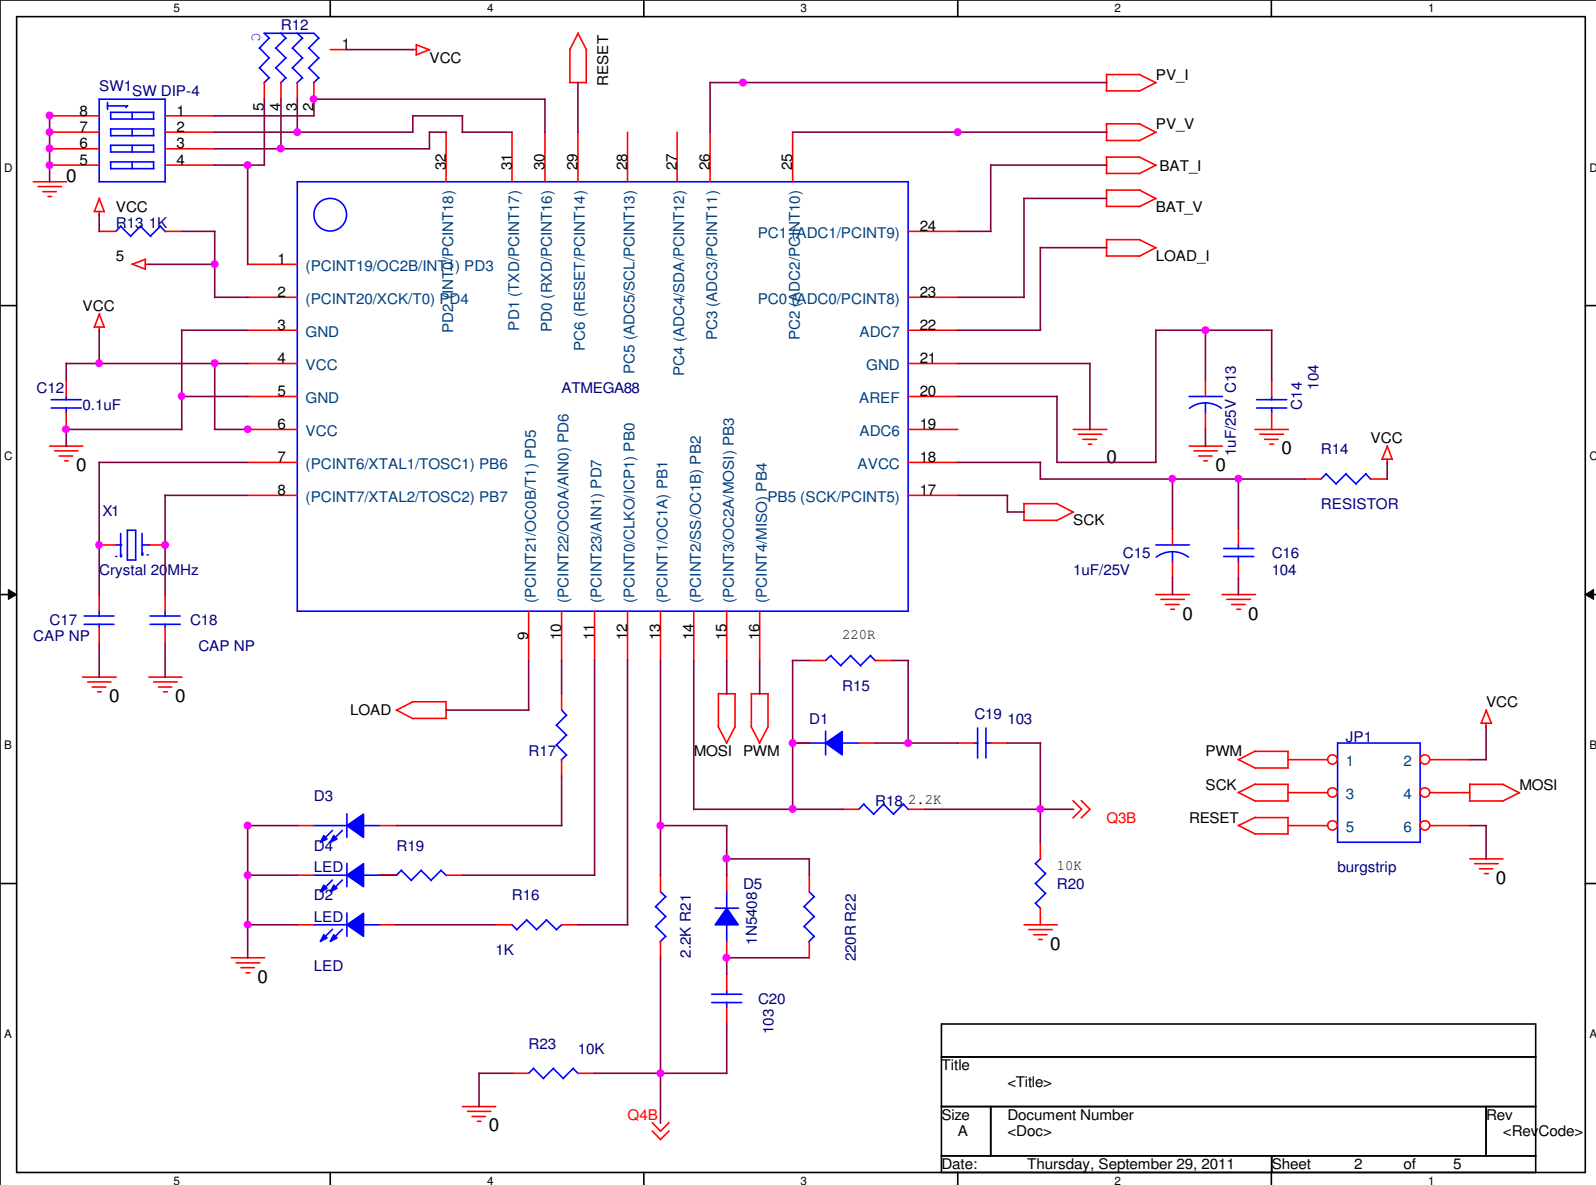 5 4 3 2 1
R12
C
1
VCC
RESET
PV_I
SW1
SW DIP-4
5 4 3 2
8 1
7 2
6 3
5 4
0
PV_V
BAT_I
BAT_V
LOAD_I
D D
VCC
R13 1K
5
32 31 30 29 28 27 26 25
PD2 (INT0/PCINT18)
PD1 (TXD/PCINT17)
PD0 (RXD/PCINT16)
PC6 (RESET/PCINT14)
PC5 (ADC5/SCL/PCINT13)
PC4 (ADC4/SDA/PCINT12)
PC3 (ADC3/PCINT11)
PC2 (ADC2/PCINT10)
1 (PCINT19/OC2B/INT1) PD3
2 (PCINT20/XCK/T0) PD4
3 GND
4 VCC
5 GND
6 VCC
7 (PCINT6/XTAL1/TOSC1) PB6
8 (PCINT7/XTAL2/TOSC2) PB7
ATMEGA88
PC1 (ADC1/PCINT9) 24
PC0 (ADC0/PCINT8) 23
ADC7 22
GND 21
AREF 20
ADC6 19
AVCC 18
PB5 (SCK/PCINT5) 17
(PCINT21/OC0B/T1) PD5
(PCINT22/OC0A/AIN0) PD6
(PCINT23/AIN1) PD7
(PCINT0/CLKO/ICP1) PB0
(PCINT1/OC1A) PB1
(PCINT2/SS/OC1B) PB2
(PCINT3/OC2A/MOSI) PB3
(PCINT4/MISO) PB4
9 10 11 12 13 14 15 16
VCC
C12
0.1uF
0
C C
X1
Crystal 20MHz
C17
CAP NP
C18
CAP NP
0
0
0
1uF/25V C13
C14
104
0
0
R14
VCC
RESISTOR
SCK
C15
1uF/25V
C16
104
0
0
LOAD
R17
MOSI PWM
220R
R15
D1
C19 103
R18 2.2K
Q3B
10K
R20
0
B B
VCC
JP1
PWM 1 2
SCK 3 4 MOSI
RESET 5 6
burgstrip
0
D3
D4
LED
R19
D2
LED
R16
1K
LED
0
2.2K R21
D5
1N5408
220R R22
C20
103
R23 10K
0
Q4B
A A
Title
<Title>
Size
A
Document Number
<Doc>
Rev
<RevCode>
Date: Thursday, September 29, 2011 Sheet 2 of 5
5 4 3 2 1